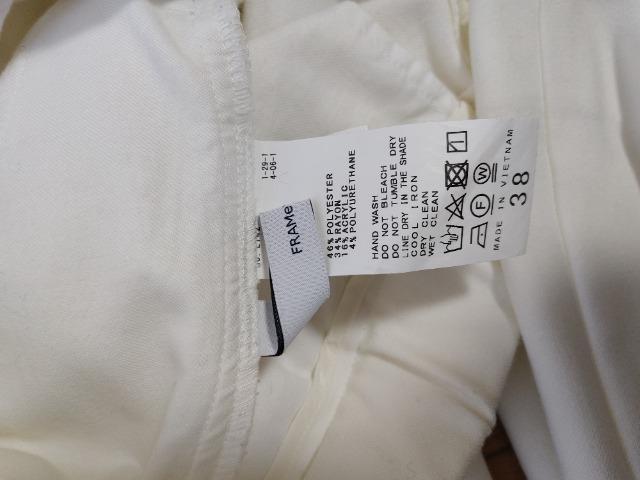 1-29-1
4-06-1
FRAMe
46% POLYESTER
34% RAYON
16% ACRYLIC
4% POLYURETHANE
HAND WASH
DO NOT BLEACH
DO NOT TUMBLE DRY
LINE DRY IN THE SHADE
COOL IRON
DRY CLEAN
WET CLEAN
F W
MADE IN VIETNAM
38